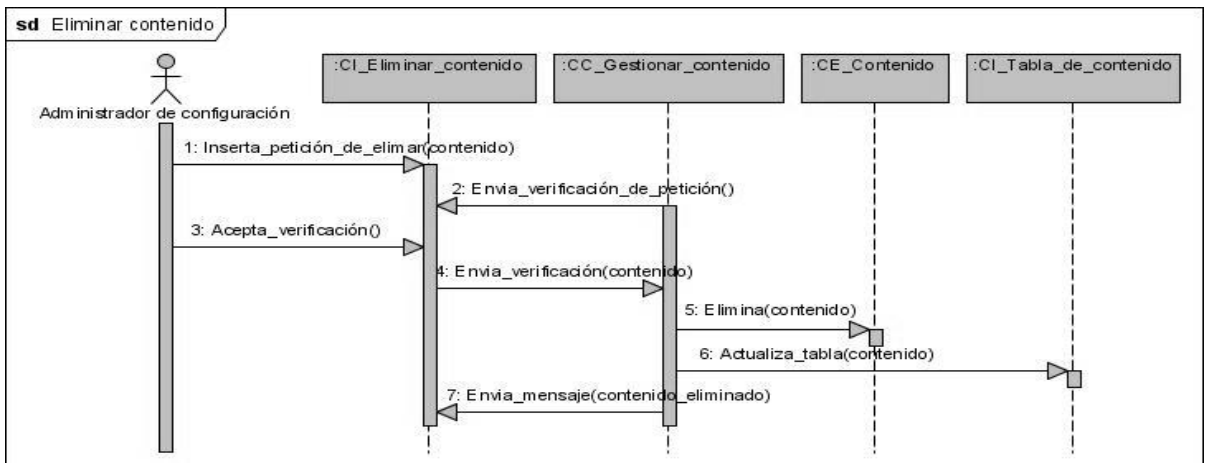 sd Eliminar contenido
:CI_Eliminar_contenido
:CC_Gestionar_contenido
:CE_Contenido
:CI_Tabla_de_contenido
Administrador de configuración
1: Inserta_petición_de_elimar(contenido)
2: Envia_verificación_de_petición()
3: Acepta_verificación()
4: Envia_verificación(contenido)
5: Elimina(contenido)
6: Actualiza_tabla(contenido)
7: Envia_mensaje(contenido_eliminado)